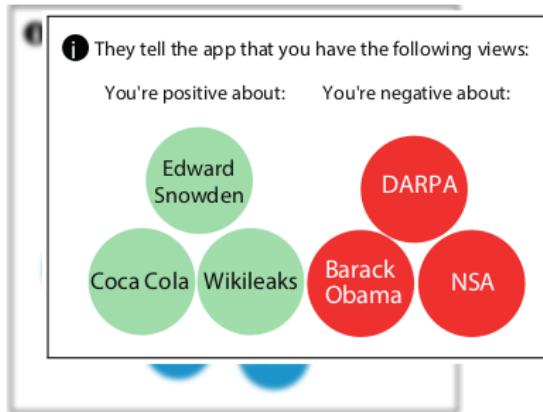 i They tell the app that you have the following views:
You're positive about:
You're negative about:
Edward
Snowden
Coca Cola
Wikileaks
DARPA
Barack
Obama
NSA